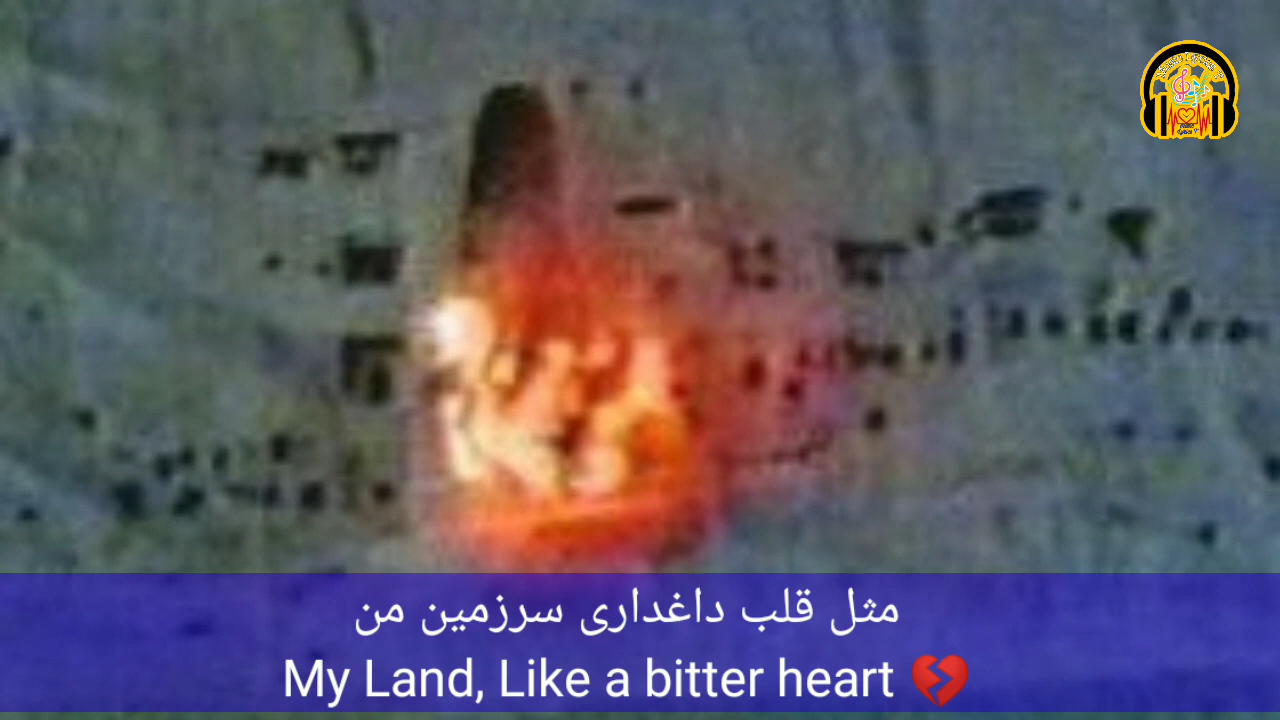 مثل قلب داغداری سرزمین من
My Land, Like a bitter heart 💔